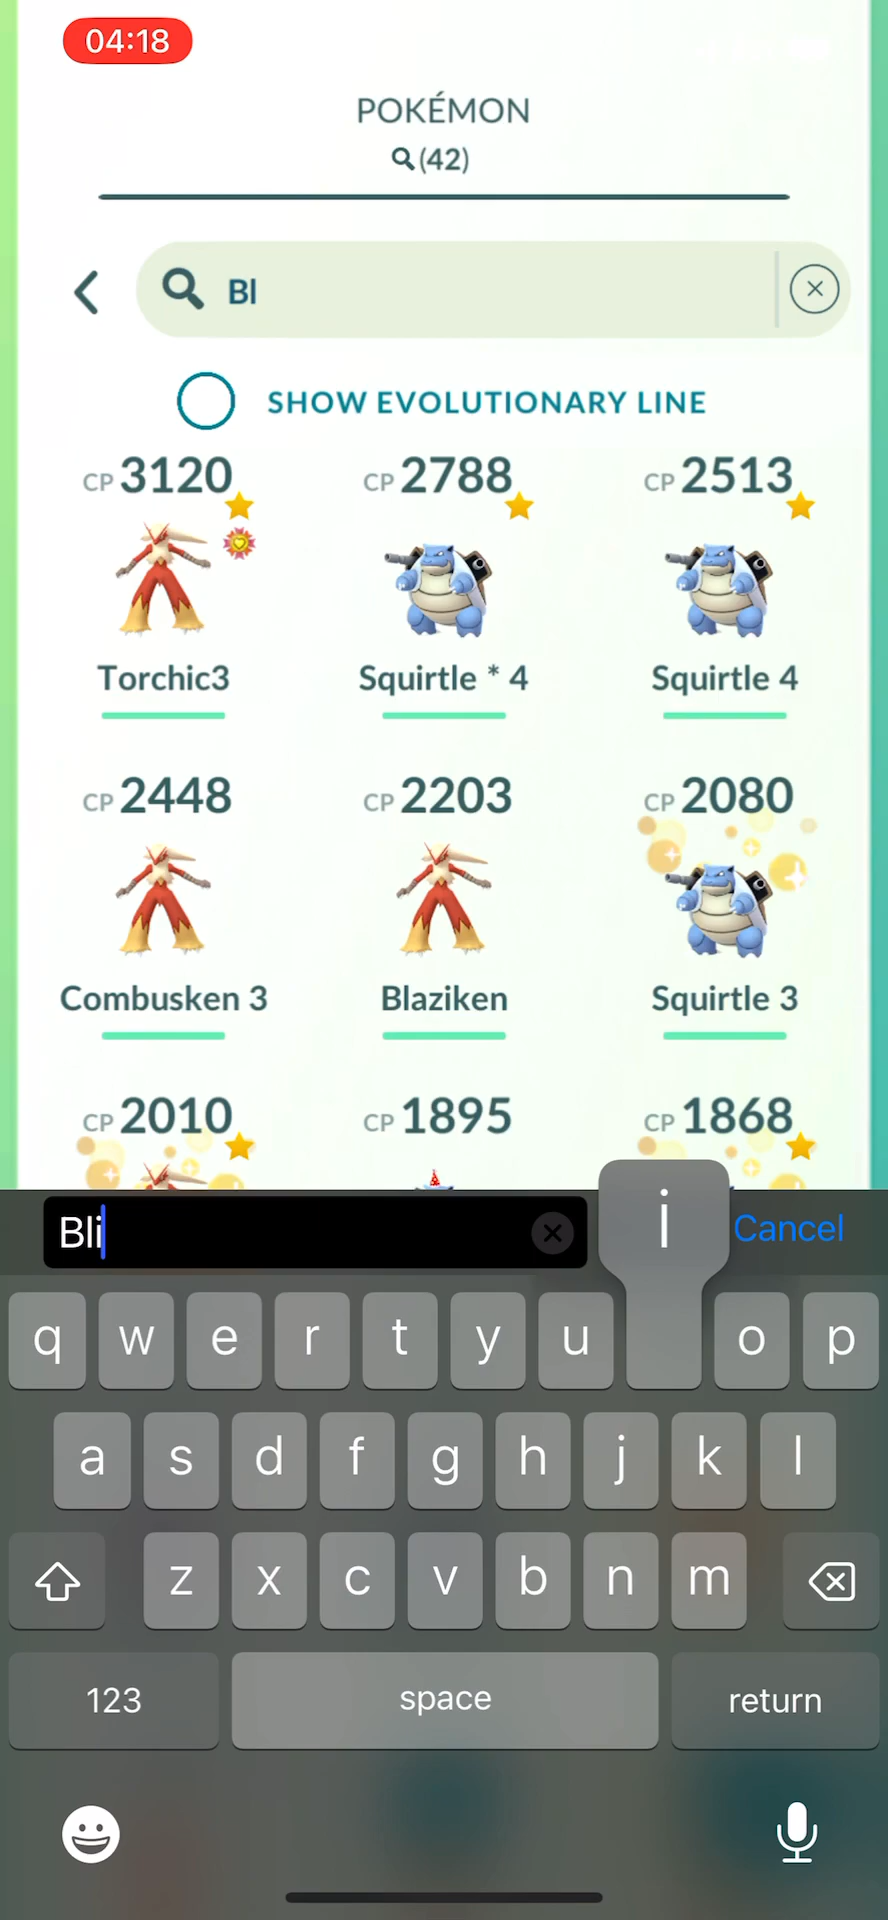 04:18
POKÉMON
(42)
Bl
SHOW EVOLUTIONARY LINE
CP 3120 CP 2788 CP 2513
Torchic3 Squirtle * 4 Squirtle 4
CP 2448 CP 2203 CP 2080
Combusken 3 Blaziken Squirtle 3
CP 2010 CP 1895 CP 1868
Bli i Cancel
q w e r t y u o p
a s d f g h j k l
z x c v b n m
123 space return